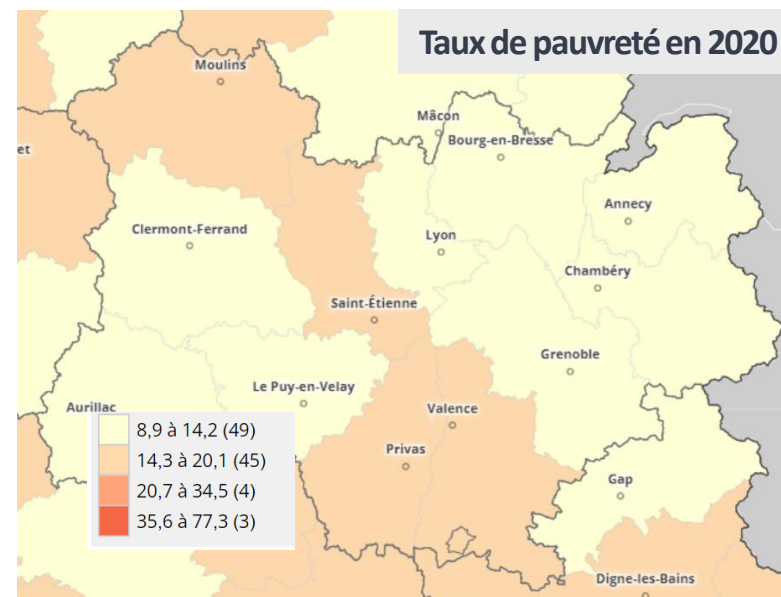 Taux de pauvreté en 2020
Moulins
Mâcon
Bourg-en-Bresse
et
Annecy
Clermont-Ferrand
Lyon
Chambéry
Saint-Étienne
Grenoble
Le Puy-en-Velay
Aurillac
Valence
8,9 à 14,2 (49)
14,3 à 20,1 (45)
Privas
20,7 à 34,5 (4)
Gap
35,6 à 77,3 (3)
Digne-les-Bains